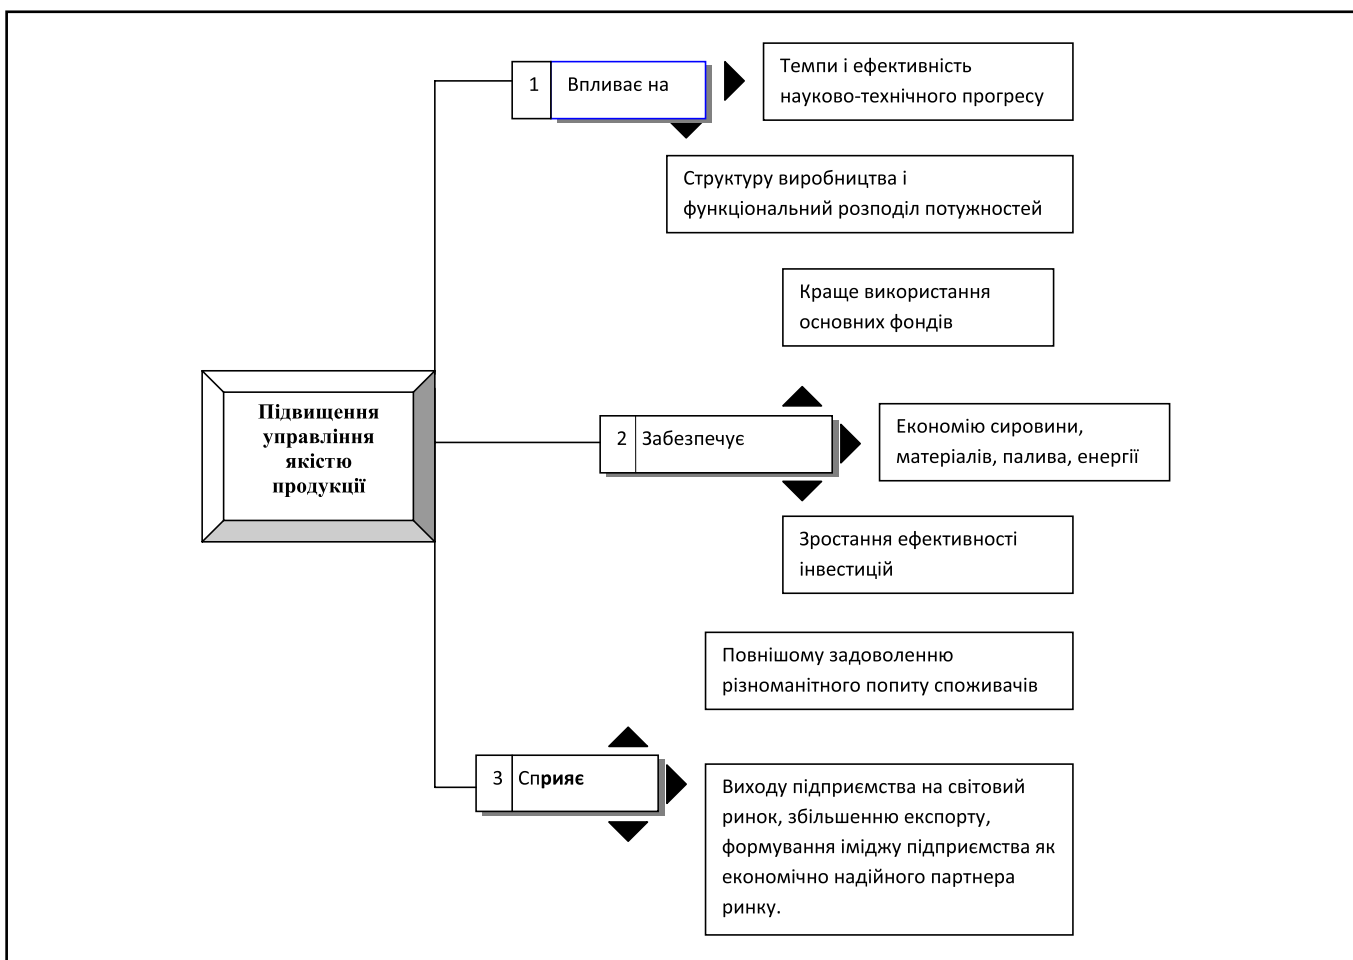 1 Впливає на
Темпи і ефективність
науково-технічного прогресу
Структуру виробництва і
функціональний розподіл потужностей
Краще використання
основних фондів
Підвищення
управління
якістю
продукції
2 Забезпечує
Економію сировини,
матеріалів, палива, енергії
Зростання ефективності
інвестицій
Повнішому задоволенню
різноманітного попиту споживачів
3 Сприяє
Виходу підприємства на світовий
ринок, збільшенню експорту,
формування іміджу підприємства як
економічно надійного партнера
ринку.